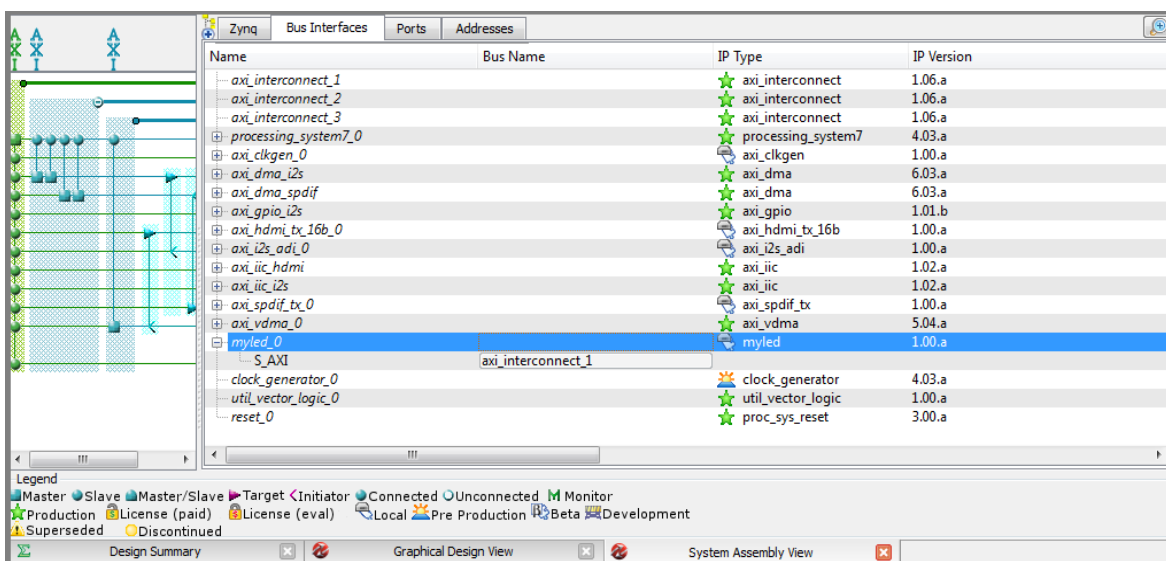 A X I A X I A X I
Zynq Bus Interfaces Ports Addresses
Name Bus Name IP Type IP Version
axi_interconnect_1 axi_interconnect 1.06.a
axi_interconnect_2 axi_interconnect 1.06.a
axi_interconnect_3 axi_interconnect 1.06.a
processing_system7_0 processing_system7 4.03.a
axi_clkgen_0 axi_clkgen 1.00.a
axi_dma_i2s axi_dma 6.03.a
axi_dma_spdif axi_dma 6.03.a
axi_gpio_i2s axi_gpio 1.01.b
axi_hdmi_tx_16b_0 axi_hdmi_tx_16b 1.00.a
axi_i2s_adi_0 axi_i2s_adi 1.00.a
axi_iic_hdmi axi_iic 1.02.a
axi_iic_i2s axi_iic 1.02.a
axi_spdif_tx_0 axi_spdif_tx 1.00.a
axi_vdma_0 axi_vdma 5.04.a
myled_0 myled 1.00.a
S_AXI axi_interconnect_1
clock_generator_0 clock_generator 4.03.a
util_vector_logic_0 util_vector_logic 1.00.a
reset_0 proc_sys_reset 3.00.a
Legend
Master Slave Master/Slave Target Initiator Connected Unconnected M Monitor
Production License (paid) License (eval) Local Pre Production Beta Development
Superseded Discontinued
Design Summary Graphical Design View System Assembly View